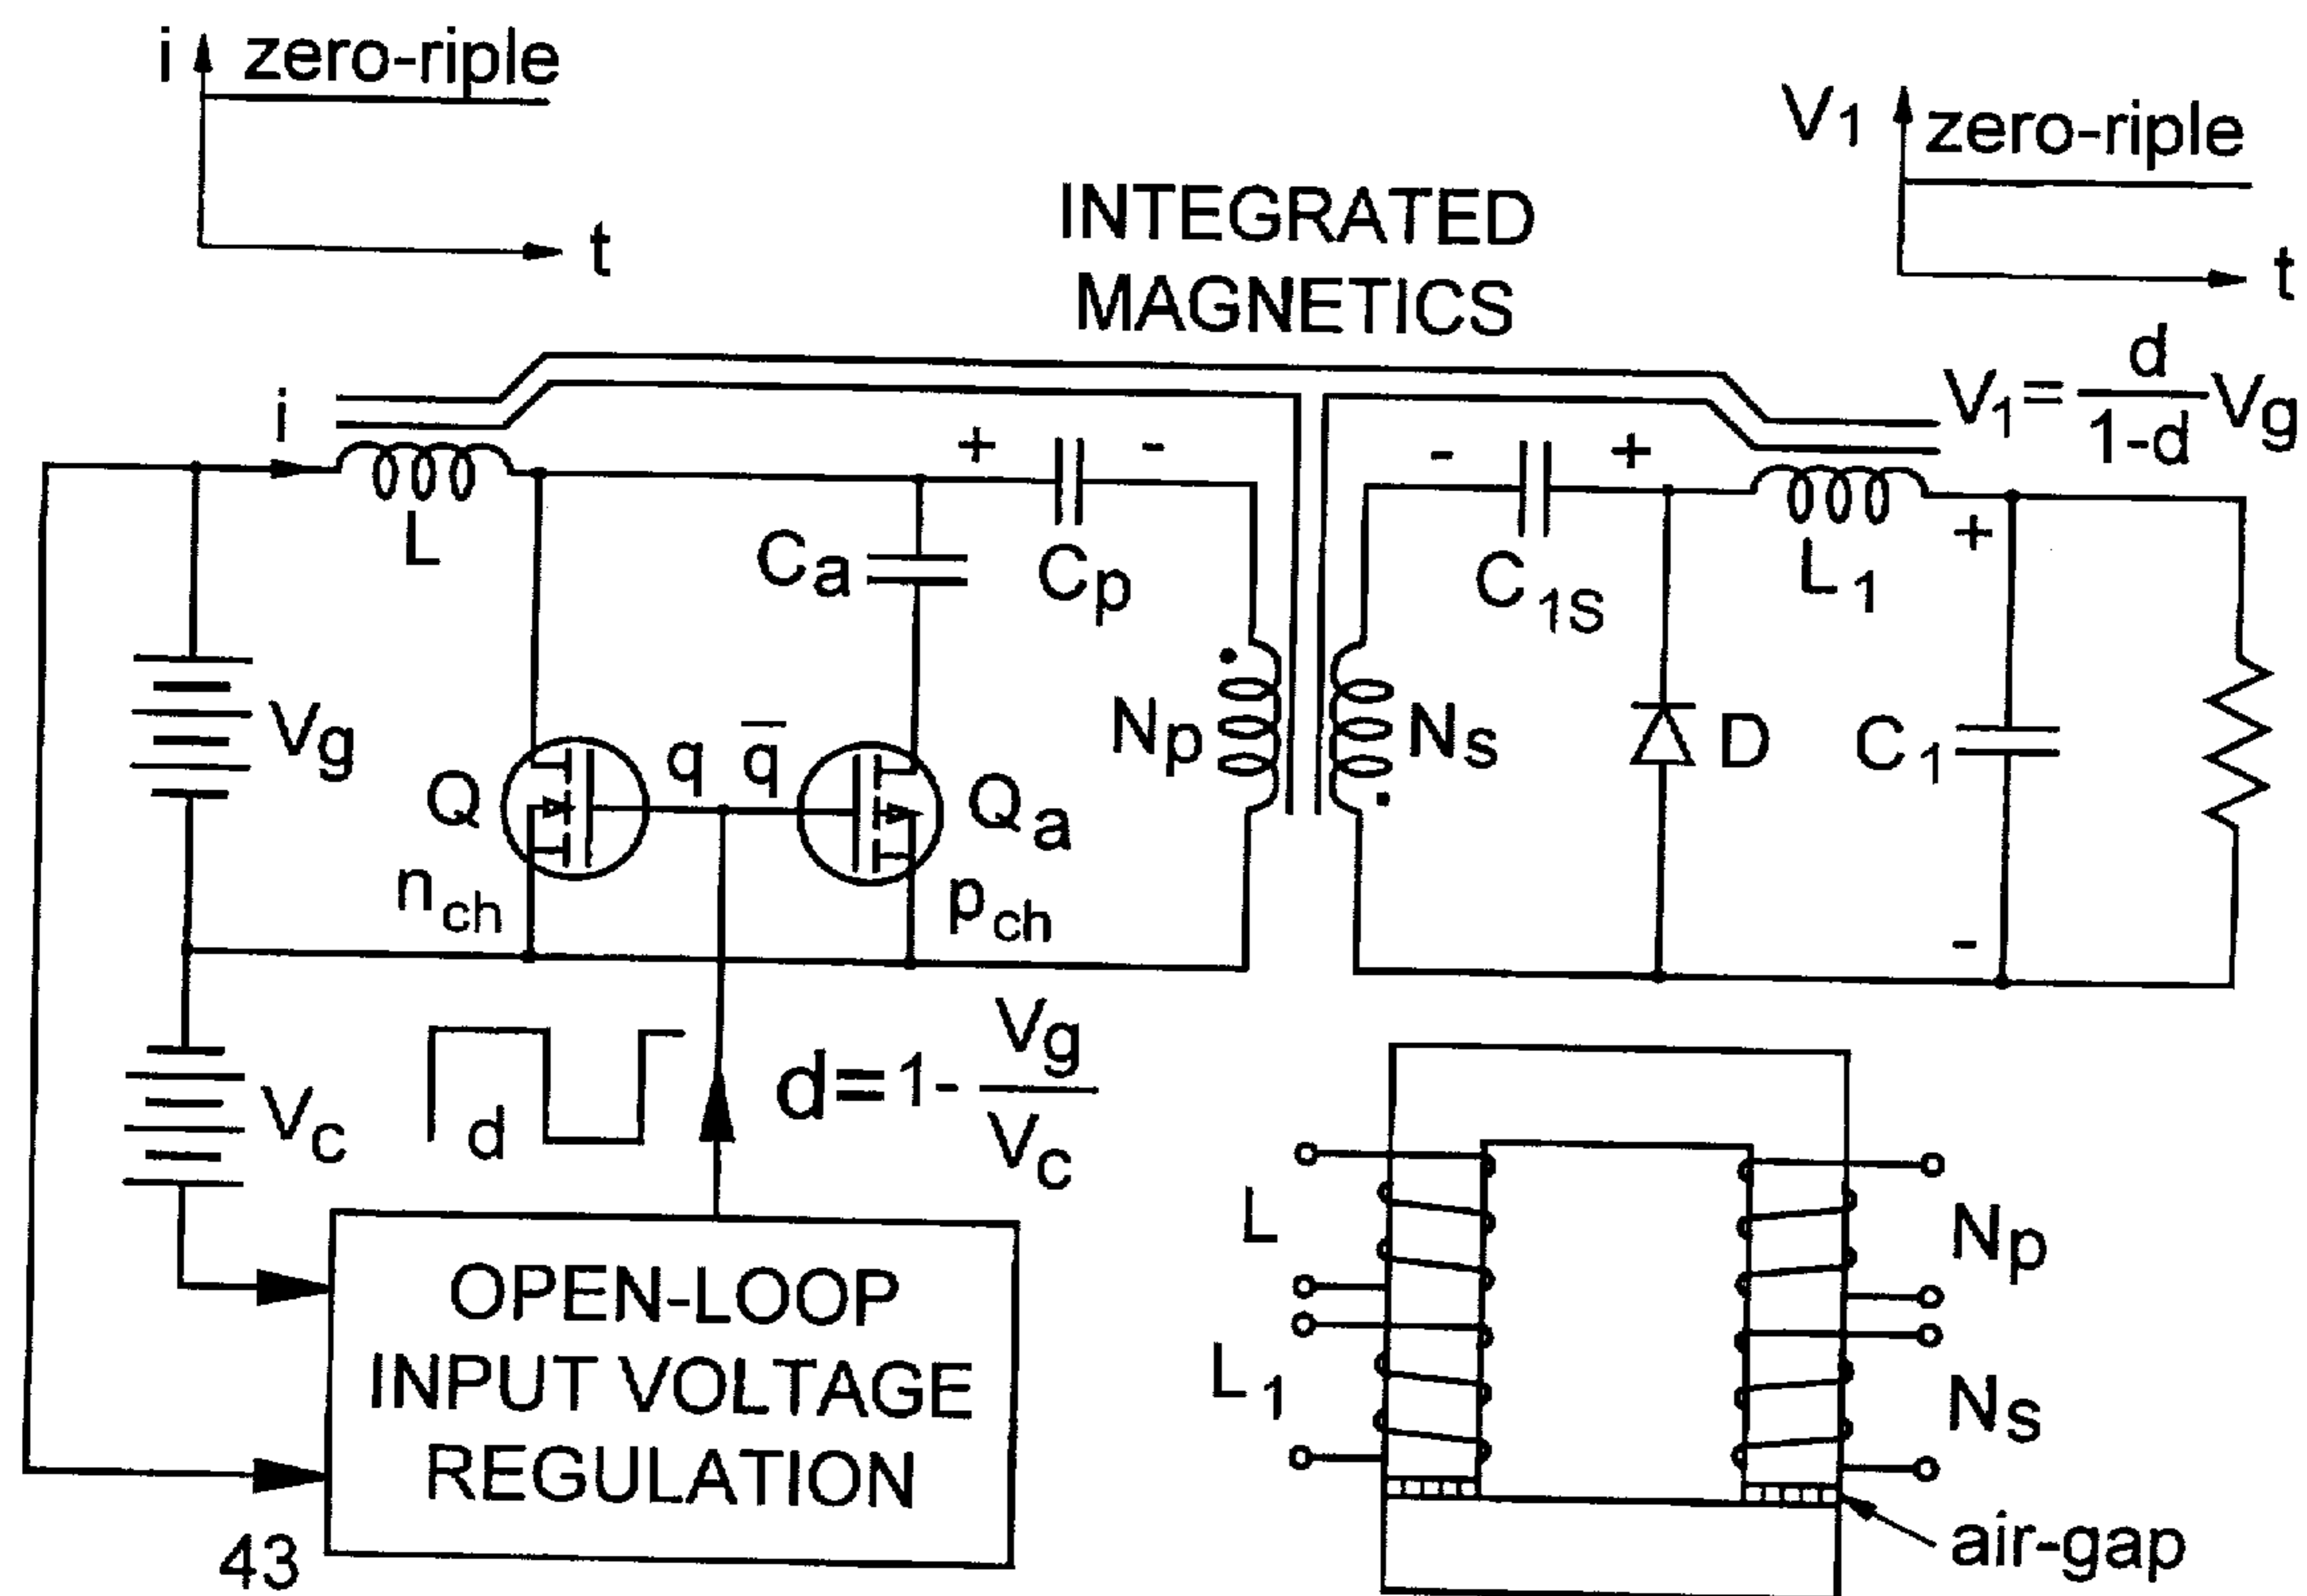 i zero-riple
t
V1 zero-riple
t
INTEGRATED
MAGNETICS
i
V1 = d/1-d Vg
+ -
- +
L
Ca
Cp
C1S
L1
+
Vg
Np
Ns
D
C1
Q
q q̅
Qa
nch
pch
-
Vc
d
d=1- Vg/Vc
L
Np
OPEN-LOOP
INPUT VOLTAGE
REGULATION
L1
Ns
43
air-gap